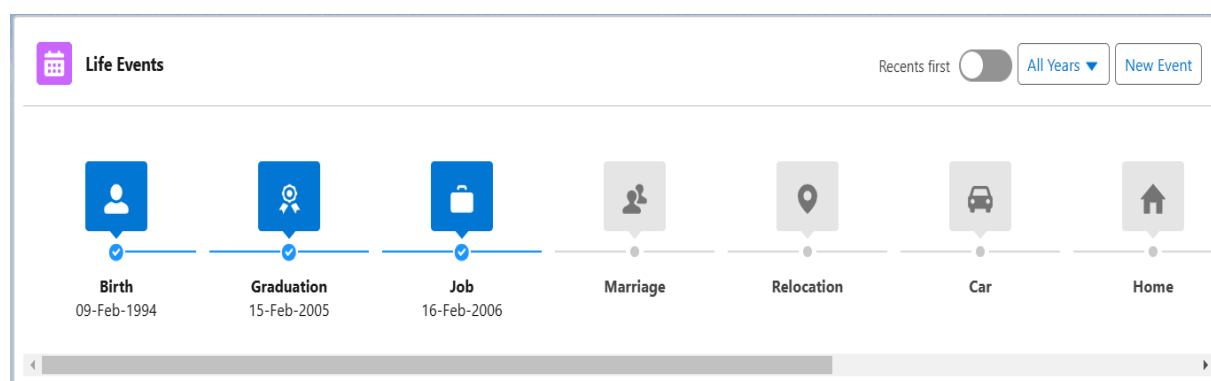 Life Events
Recents first
All Years
New Event
Birth
09-Feb-1994
Graduation
15-Feb-2005
Job
16-Feb-2006
Marriage
Relocation
Car
Home